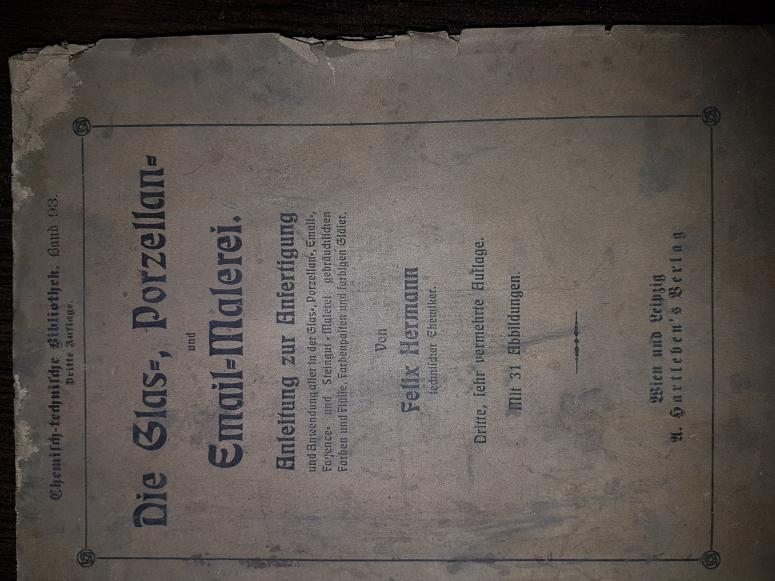 Chemisch-technische Bibliothek. Band 93.
Dritte Auflage.
Die Glas-, Porzellan-
und
Email-Malerei.
Anleitung zur Anfertigung
und Anwendung aller in der Glas-, Porzellan-, Email-,
Fayence- und Steingut-Malerei gebräuchlichen
Farben und Flüsse, Farbenpasten und farbigen Gläser.
Von
Felix Hermann
technischer Chemiker.
Dritte, sehr vermehrte Auflage.
Mit 31 Abbildungen.
Wien und Leipzig
A. Hartleben's Verlag